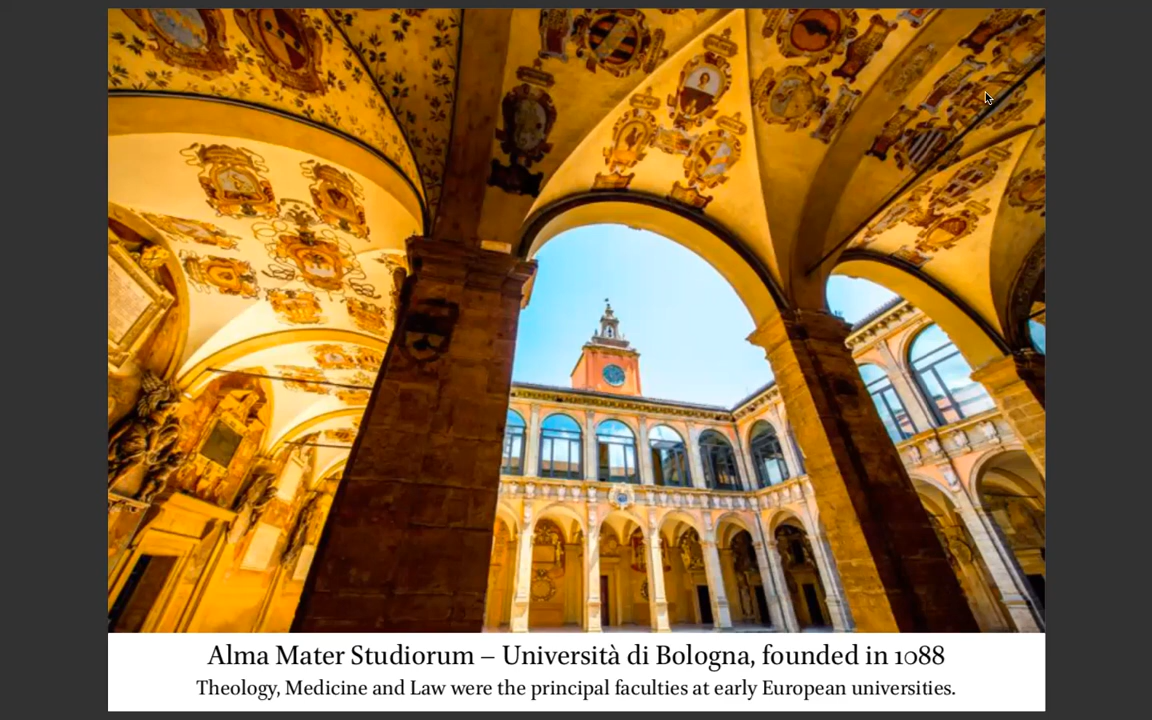 Alma Mater Studiorum – Università di Bologna, founded in 1088
Theology, Medicine and Law were the principal faculties at early European universities.